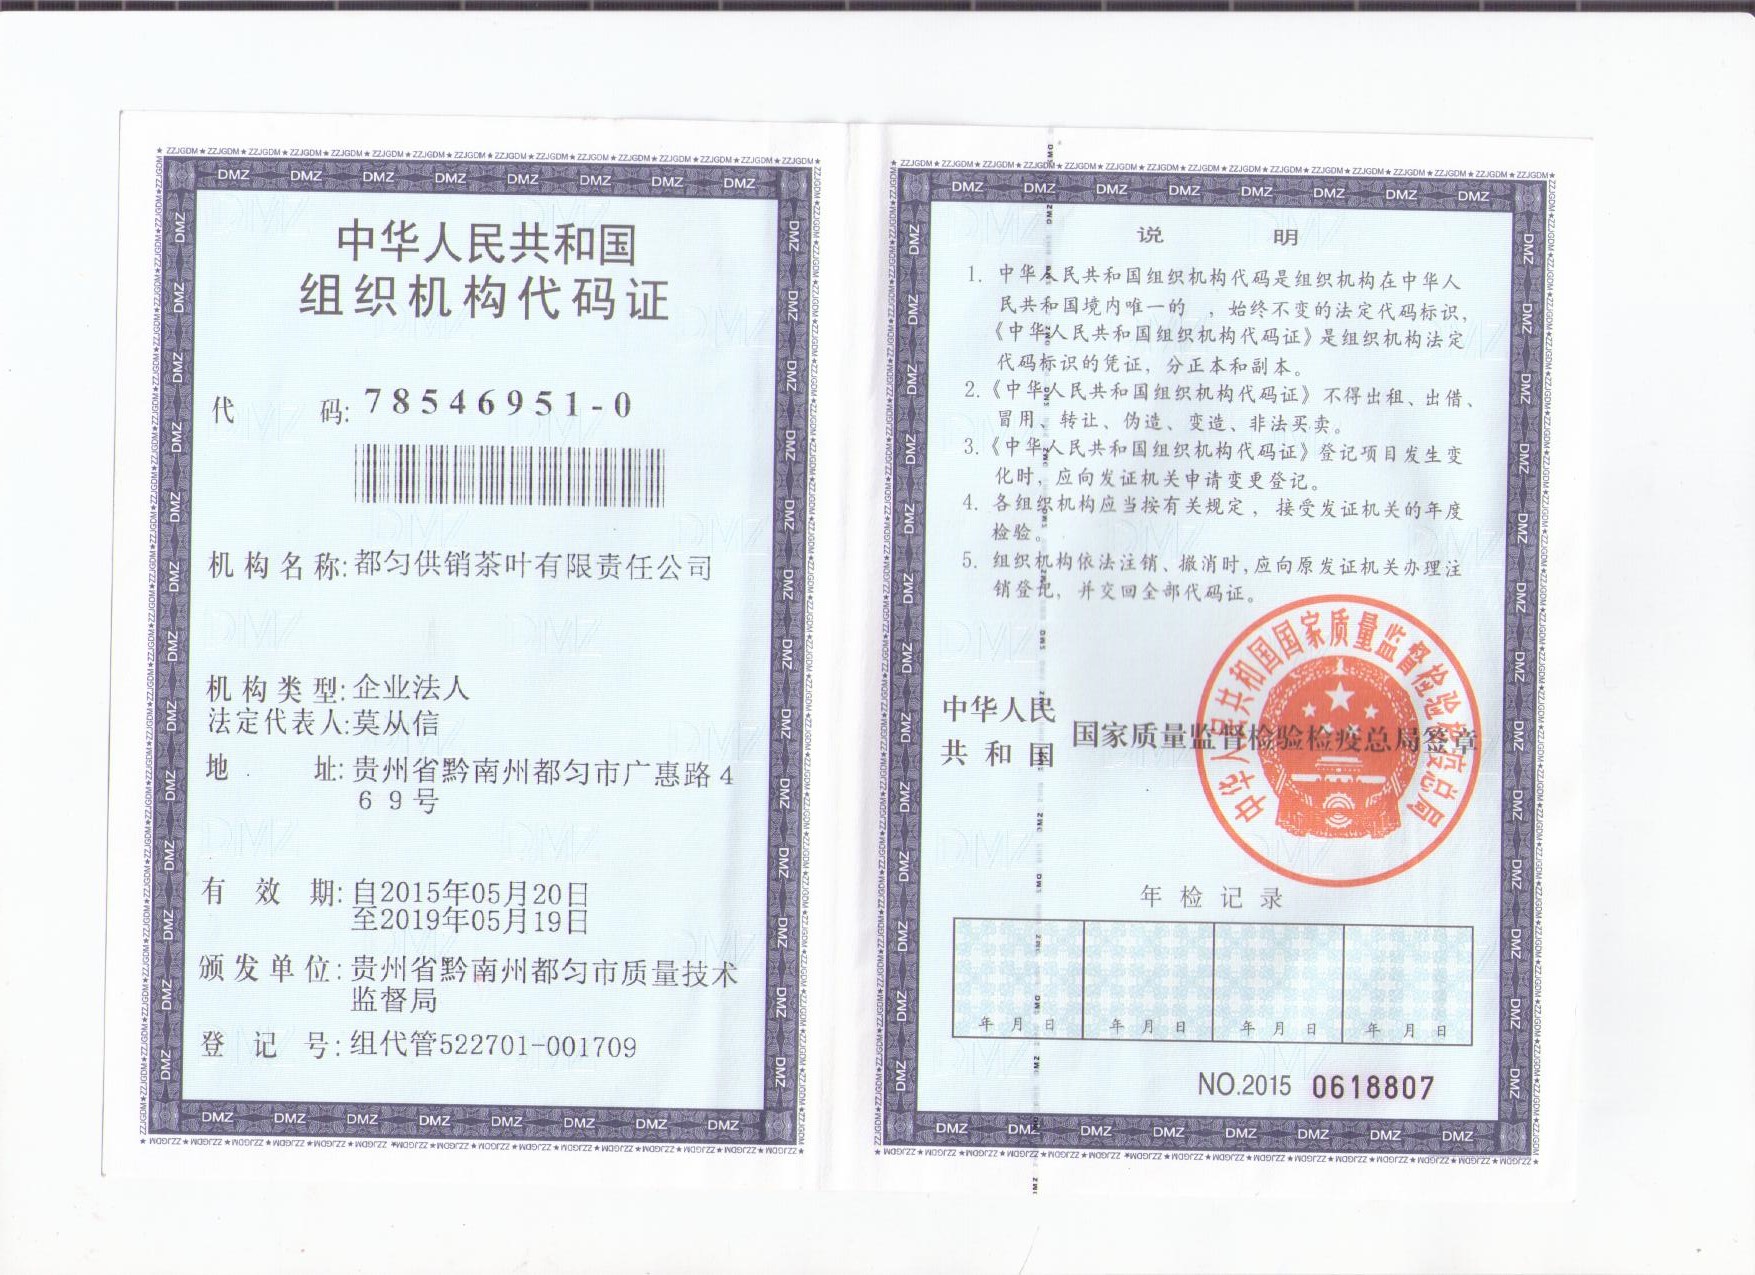 中华人民共和国
组织机构代码证
代 码: 78546951-0
机构名称: 都匀供销茶叶有限责任公司
机构类型: 企业法人
法定代表人: 莫从信
地 址: 贵州省黔南州都匀市广惠路4
69号
有 效 期: 自2015年05月20日
至2019年05月19日
颁发单位: 贵州省黔南州都匀市质量技术
监督局
登 记 号: 组代管522701-001709
说 明
1. 中华人民共和国组织机构代码是组织机构在中华人
民共和国境内唯一的 ，始终不变的法定代码标识，
《中华人民共和国组织机构代码证》是组织机构法定
代码标识的凭证，分正本和副本。
2.《中华人民共和国组织机构代码证》不得出租、出借、
冒用、转让、伪造、变造、非法买卖。
3.《中华人民共和国组织机构代码证》登记项目发生变
化时，应向发证机关申请变更登记。
4. 各组织机构应当按有关规定，接受发证机关的年度
检验。
5. 组织机构依法注销、撤消时，应向原发证机关办理注
销登记，并交回全部代码证。
中华人民
共和国
国家质量监督检验检疫总局签章
中华人民共和国国家质量监督检验检疫总局
年检记录
年 月 日 年 月 日 年 月 日 年 月 日
NO.2015 0618807